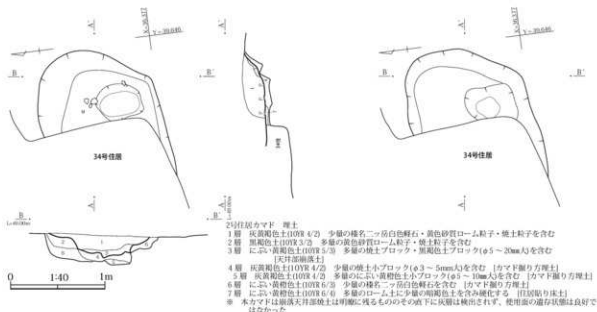 A
A'
B
B'
34号住居
A
A'
B
B'
34号住居
B
B'
L=49.00m
2号住居カマド 埋土
1層 灰黄褐色土(10YR 4/2) 少量の榛名二ッ岳白色軽石・黄色砂質ローム粒子・焼土粒子を含む
2層 黒褐色土(10YR 3/2) 多量の黄色砂質ローム粒子・焼土粒子を含む
3層 にぶい黄褐色土(10YR 5/3) 多量の焼土ブロック・黒褐色土ブロック(φ5～20mm大)を含む
[天井部崩落土]
4層 灰黄褐色土(10YR 4/2) 少量の焼土小ブロック(φ3～5mm大)を含む [カマド掘り方埋土]
5層 灰黄褐色土(10YR 4/2) 多量のにぶい黄橙色土小ブロック(φ5～10mm大)を含む [カマド掘り方埋土]
6層 にぶい黄橙色土(10YR 6/3) 少量の榛名二ッ岳白色軽石を含む [カマド掘り方埋土]
7層 にぶい黄橙色土(10YR 6/4) 多量のローム土に少量の暗褐色土を含み硬化する [住居貼り床土]
※ 本カマドは崩落天井部焼土は明瞭に残るもののその直下に灰層は検出されず、使用面の遺存状態は良好で
はなかった
0 1:40 1m